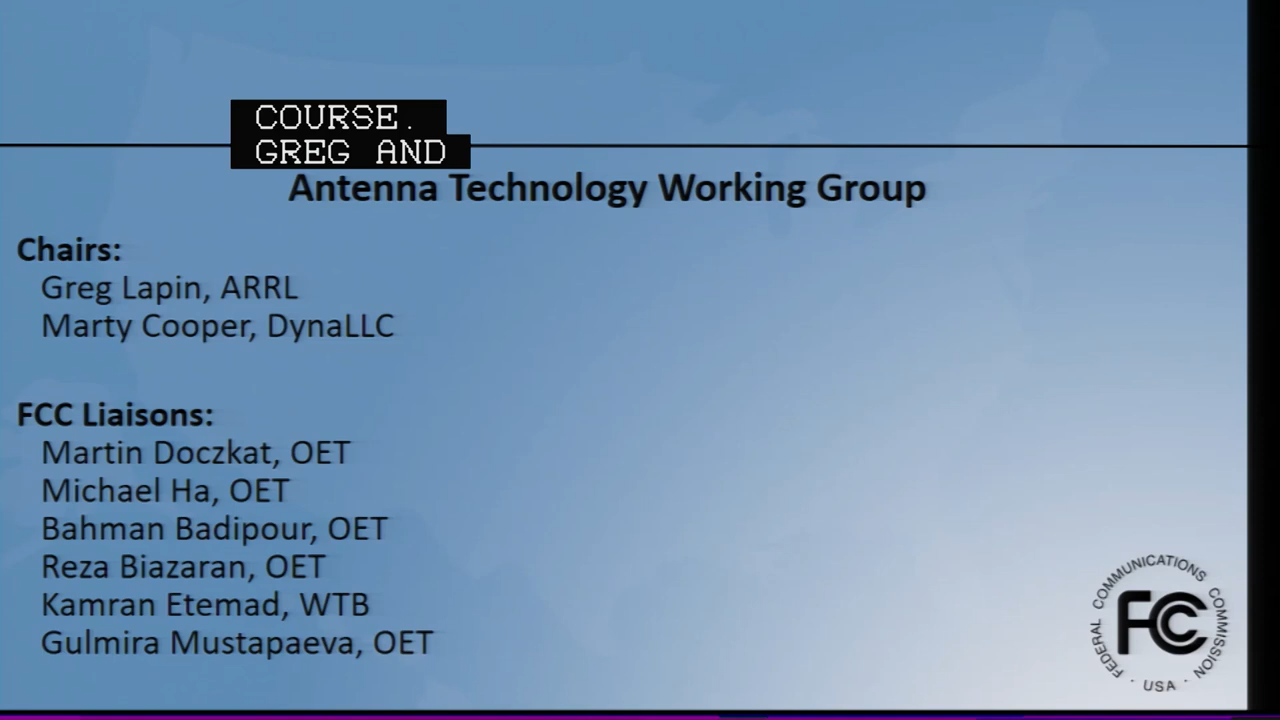 COURSE.
GREG AND
Antenna Technology Working Group
Chairs:
Greg Lapin, ARRL
Marty Cooper, DynaLLC
FCC Liaisons:
Martin Doczkat, OET
Michael Ha, OET
Bahman Badipour, OET
Reza Biazaran, OET
Kamran Etemad, WTB
Gulmira Mustapaeva, OET
FEDERAL COMMUNICATIONS COMMISSION
FCC
· USA ·